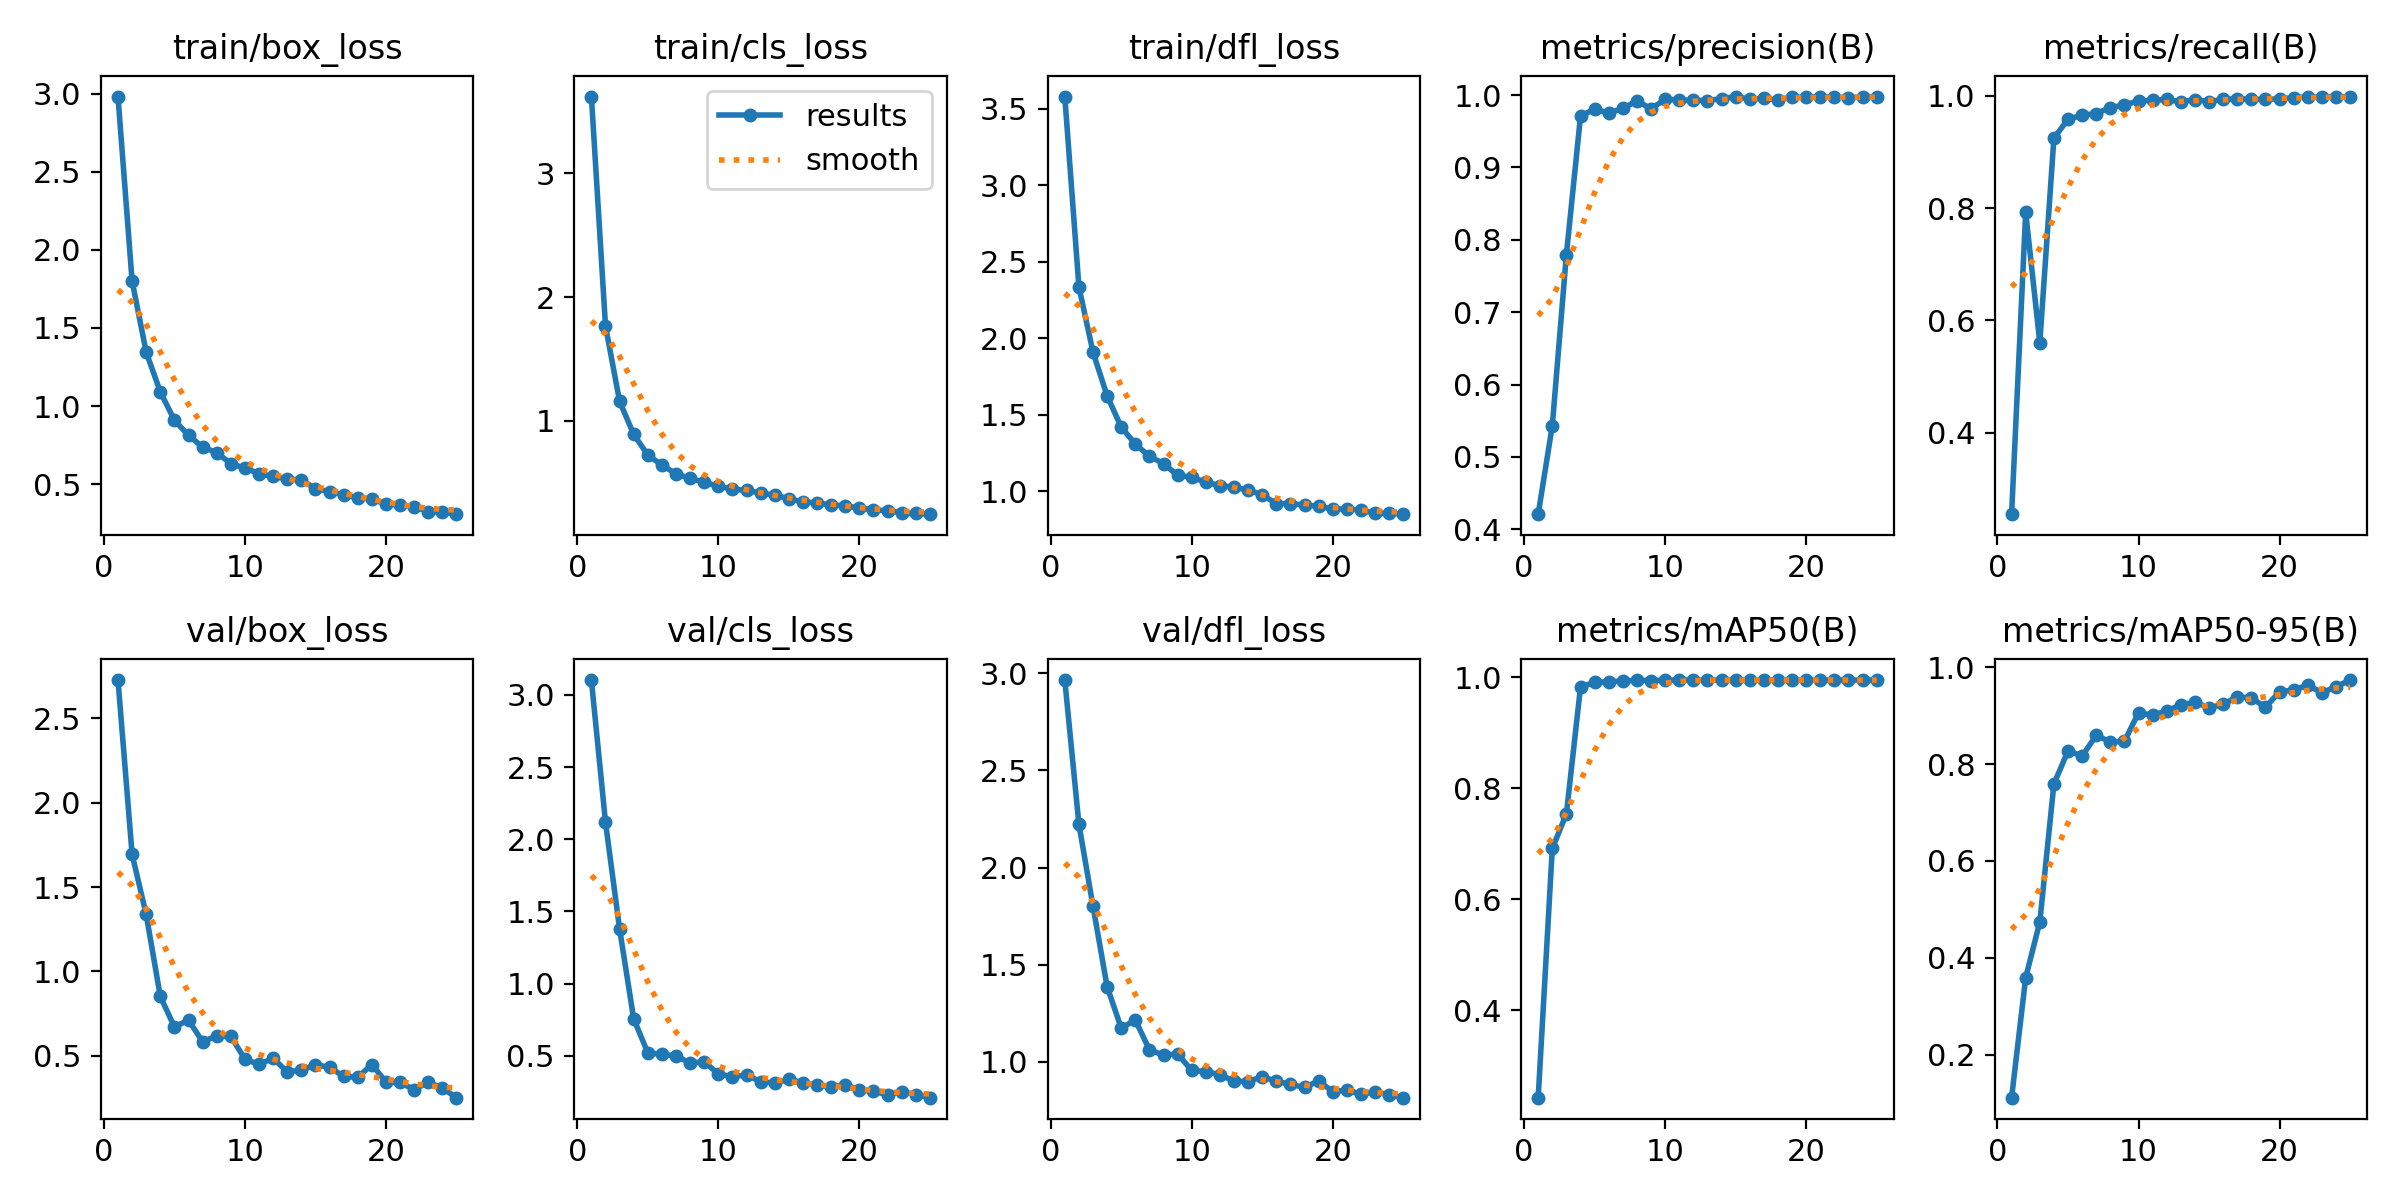 train/box_loss
3.0
2.5
2.0
1.5
1.0
0.5
0 10 20
train/cls_loss
results
smooth
3
2
1
0 10 20
train/dfl_loss
3.5
3.0
2.5
2.0
1.5
1.0
0 10 20
metrics/precision(B)
1.0
0.9
0.8
0.7
0.6
0.5
0.4
0 10 20
metrics/recall(B)
1.0
0.8
0.6
0.4
0 10 20
val/box_loss
2.5
2.0
1.5
1.0
0.5
0 10 20
val/cls_loss
3.0
2.5
2.0
1.5
1.0
0.5
0 10 20
val/dfl_loss
3.0
2.5
2.0
1.5
1.0
0 10 20
metrics/mAP50(B)
1.0
0.8
0.6
0.4
0 10 20
metrics/mAP50-95(B)
1.0
0.8
0.6
0.4
0.2
0 10 20